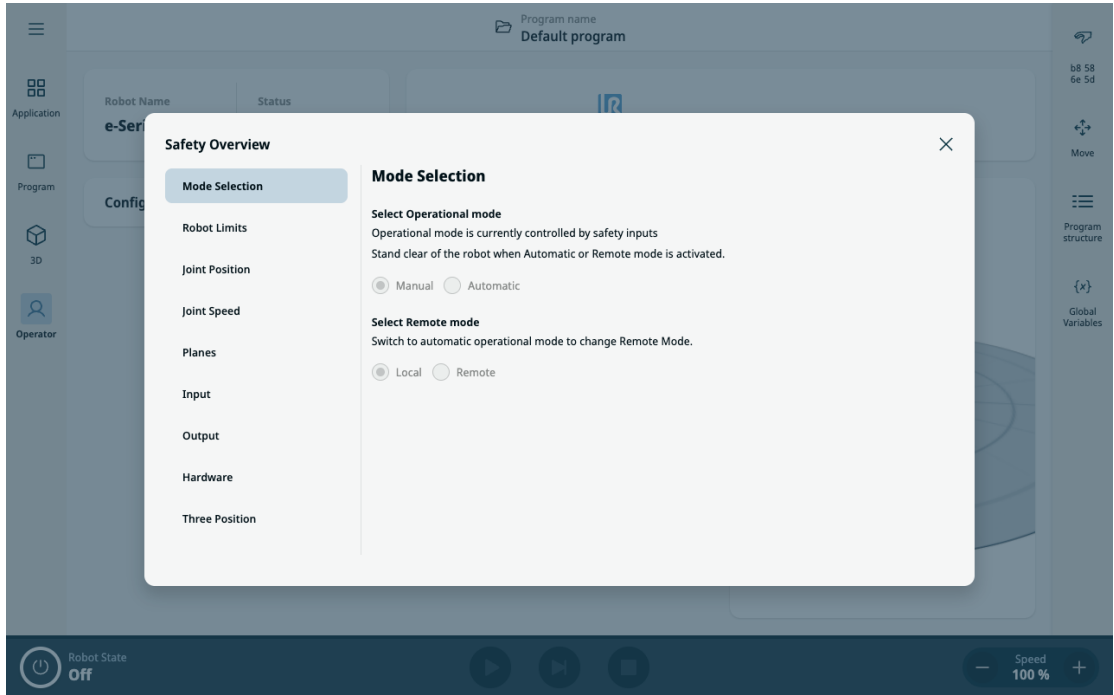 Program name
Default program
b8 58
6e 5d
Application
Robot Name
Status
e-Seri
Safety Overview
Mode Selection
Robot Limits
Joint Position
Joint Speed
Planes
Input
Output
Hardware
Three Position
Mode Selection
Select Operational mode
Operational mode is currently controlled by safety inputs
Stand clear of the robot when Automatic or Remote mode is activated.
Manual
Automatic
Select Remote mode
Switch to automatic operational mode to change Remote Mode.
Local
Remote
Program
Config
3D
Operator
Move
Program
structure
{x}
Global
Variables
Robot State
Off
Speed
100 %